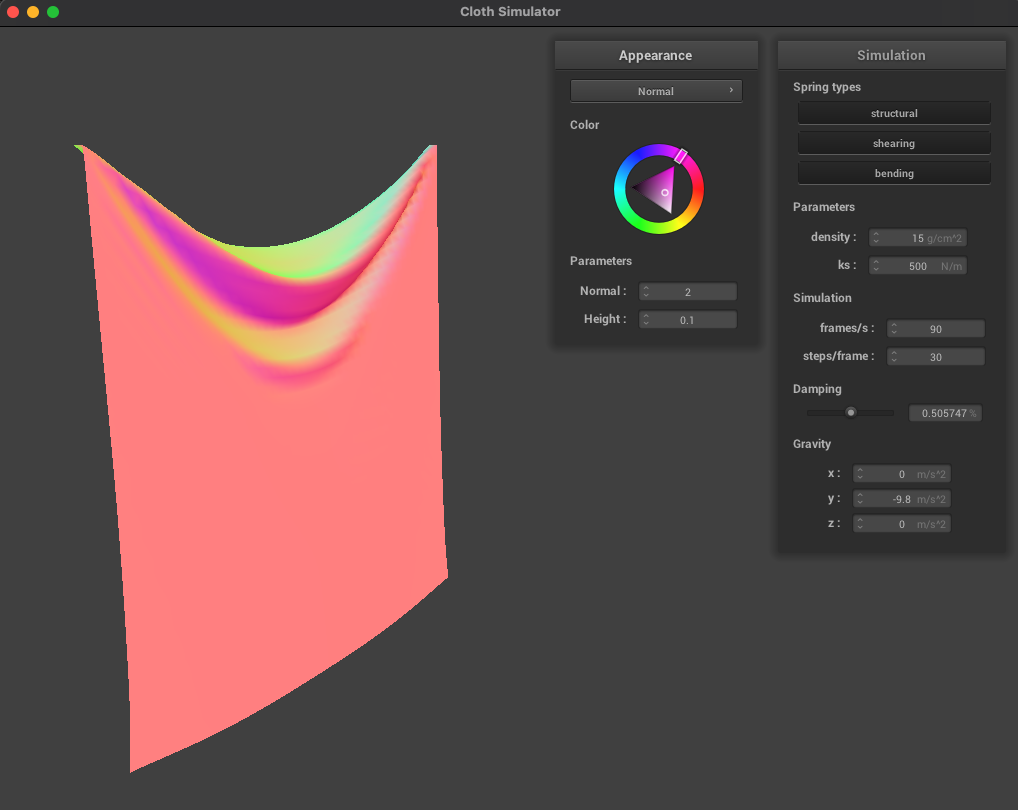 Cloth Simulator
Appearance
Normal
Color
Parameters
Normal : 2
Height : 0.1
Simulation
Spring types
structural
shearing
bending
Parameters
density : 15 g/cm^2
ks : 500 N/m
Simulation
frames/s : 90
steps/frame : 30
Damping
0.505747 %
Gravity
x : 0 m/s^2
y : -9.8 m/s^2
z : 0 m/s^2